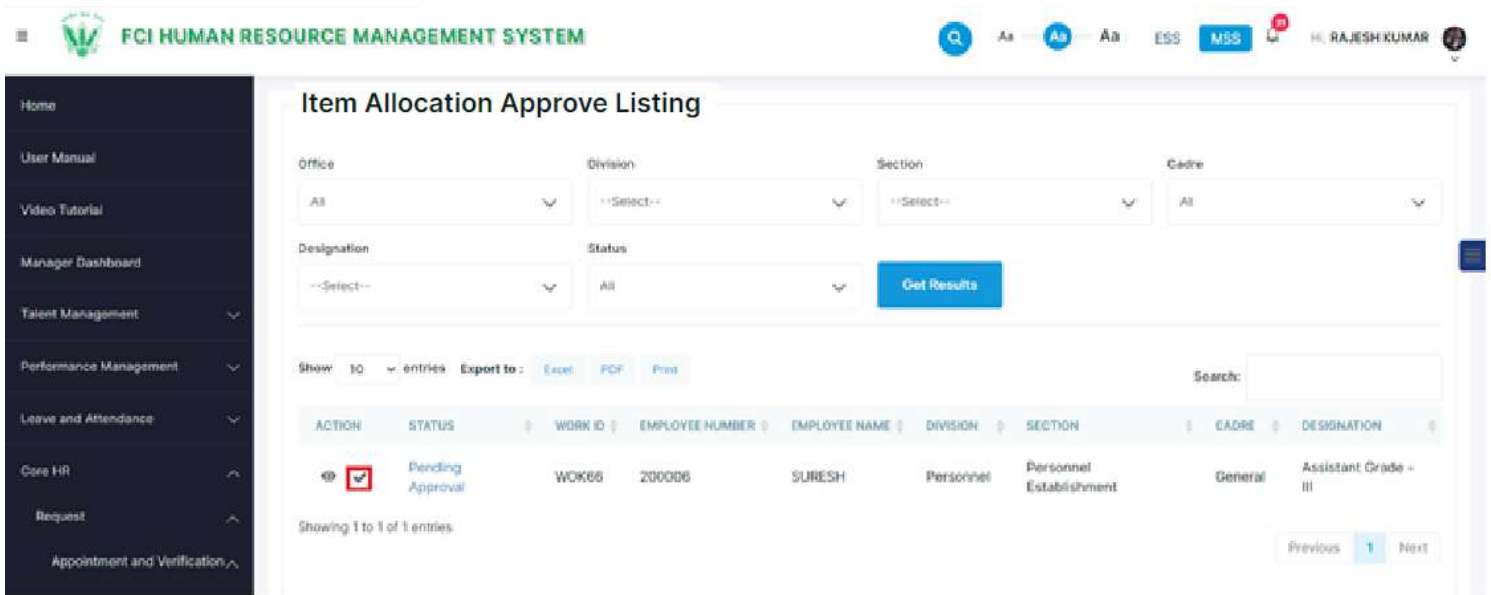 FCI HUMAN RESOURCE MANAGEMENT SYSTEM
Aa Aa Aa ESS MSS Hi, RAJESH KUMAR
Home
User Manual
Video Tutorial
Manager Dashboard
Talent Management
Performance Management
Leave and Attendance
Core HR
Request
Appointment and Verification
Item Allocation Approve Listing
Office Division Section Cadre
All --Select-- --Select-- All
Designation Status
--Select-- All Get Results
Show 10 entries Export to : Excel PDF Print
Search:
ACTION STATUS WORK ID EMPLOYEE NUMBER EMPLOYEE NAME DIVISION SECTION CADRE DESIGNATION
Pending Approval WOK66 200006 SURESH Personnel Personnel Establishment General Assistant Grade - III
Showing 1 to 1 of 1 entries
Previous 1 Next